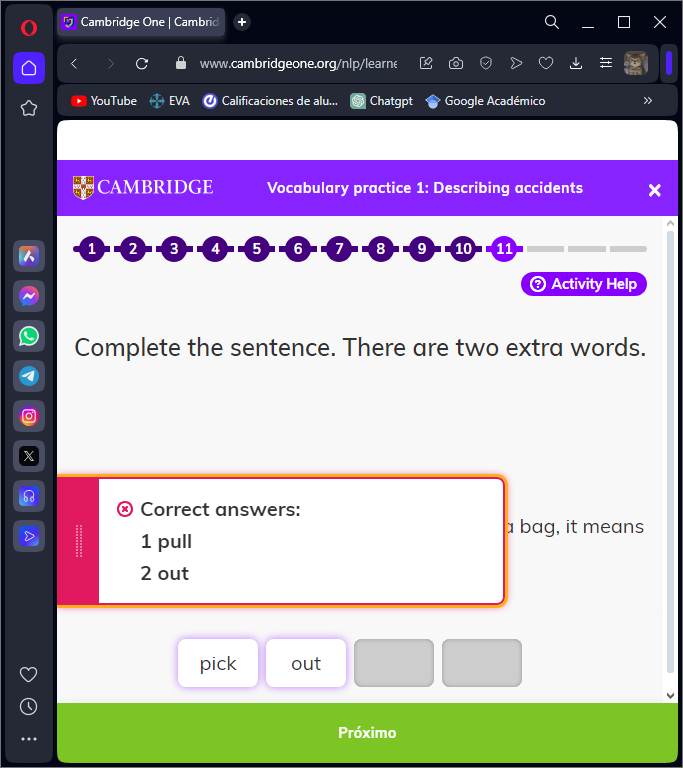 Cambridge One | Cambrid
www.cambridgeone.org/nlp/learne
YouTube
EVA
Calificaciones de alu...
Chatgpt
Google Académico
CAMBRIDGE
Vocabulary practice 1: Describing accidents
1 2 3 4 5 6 7 8 9 10 11
Activity Help
Complete the sentence. There are two extra words.
Correct answers:
1 pull
2 out
a bag, it means
pick
out
Próximo